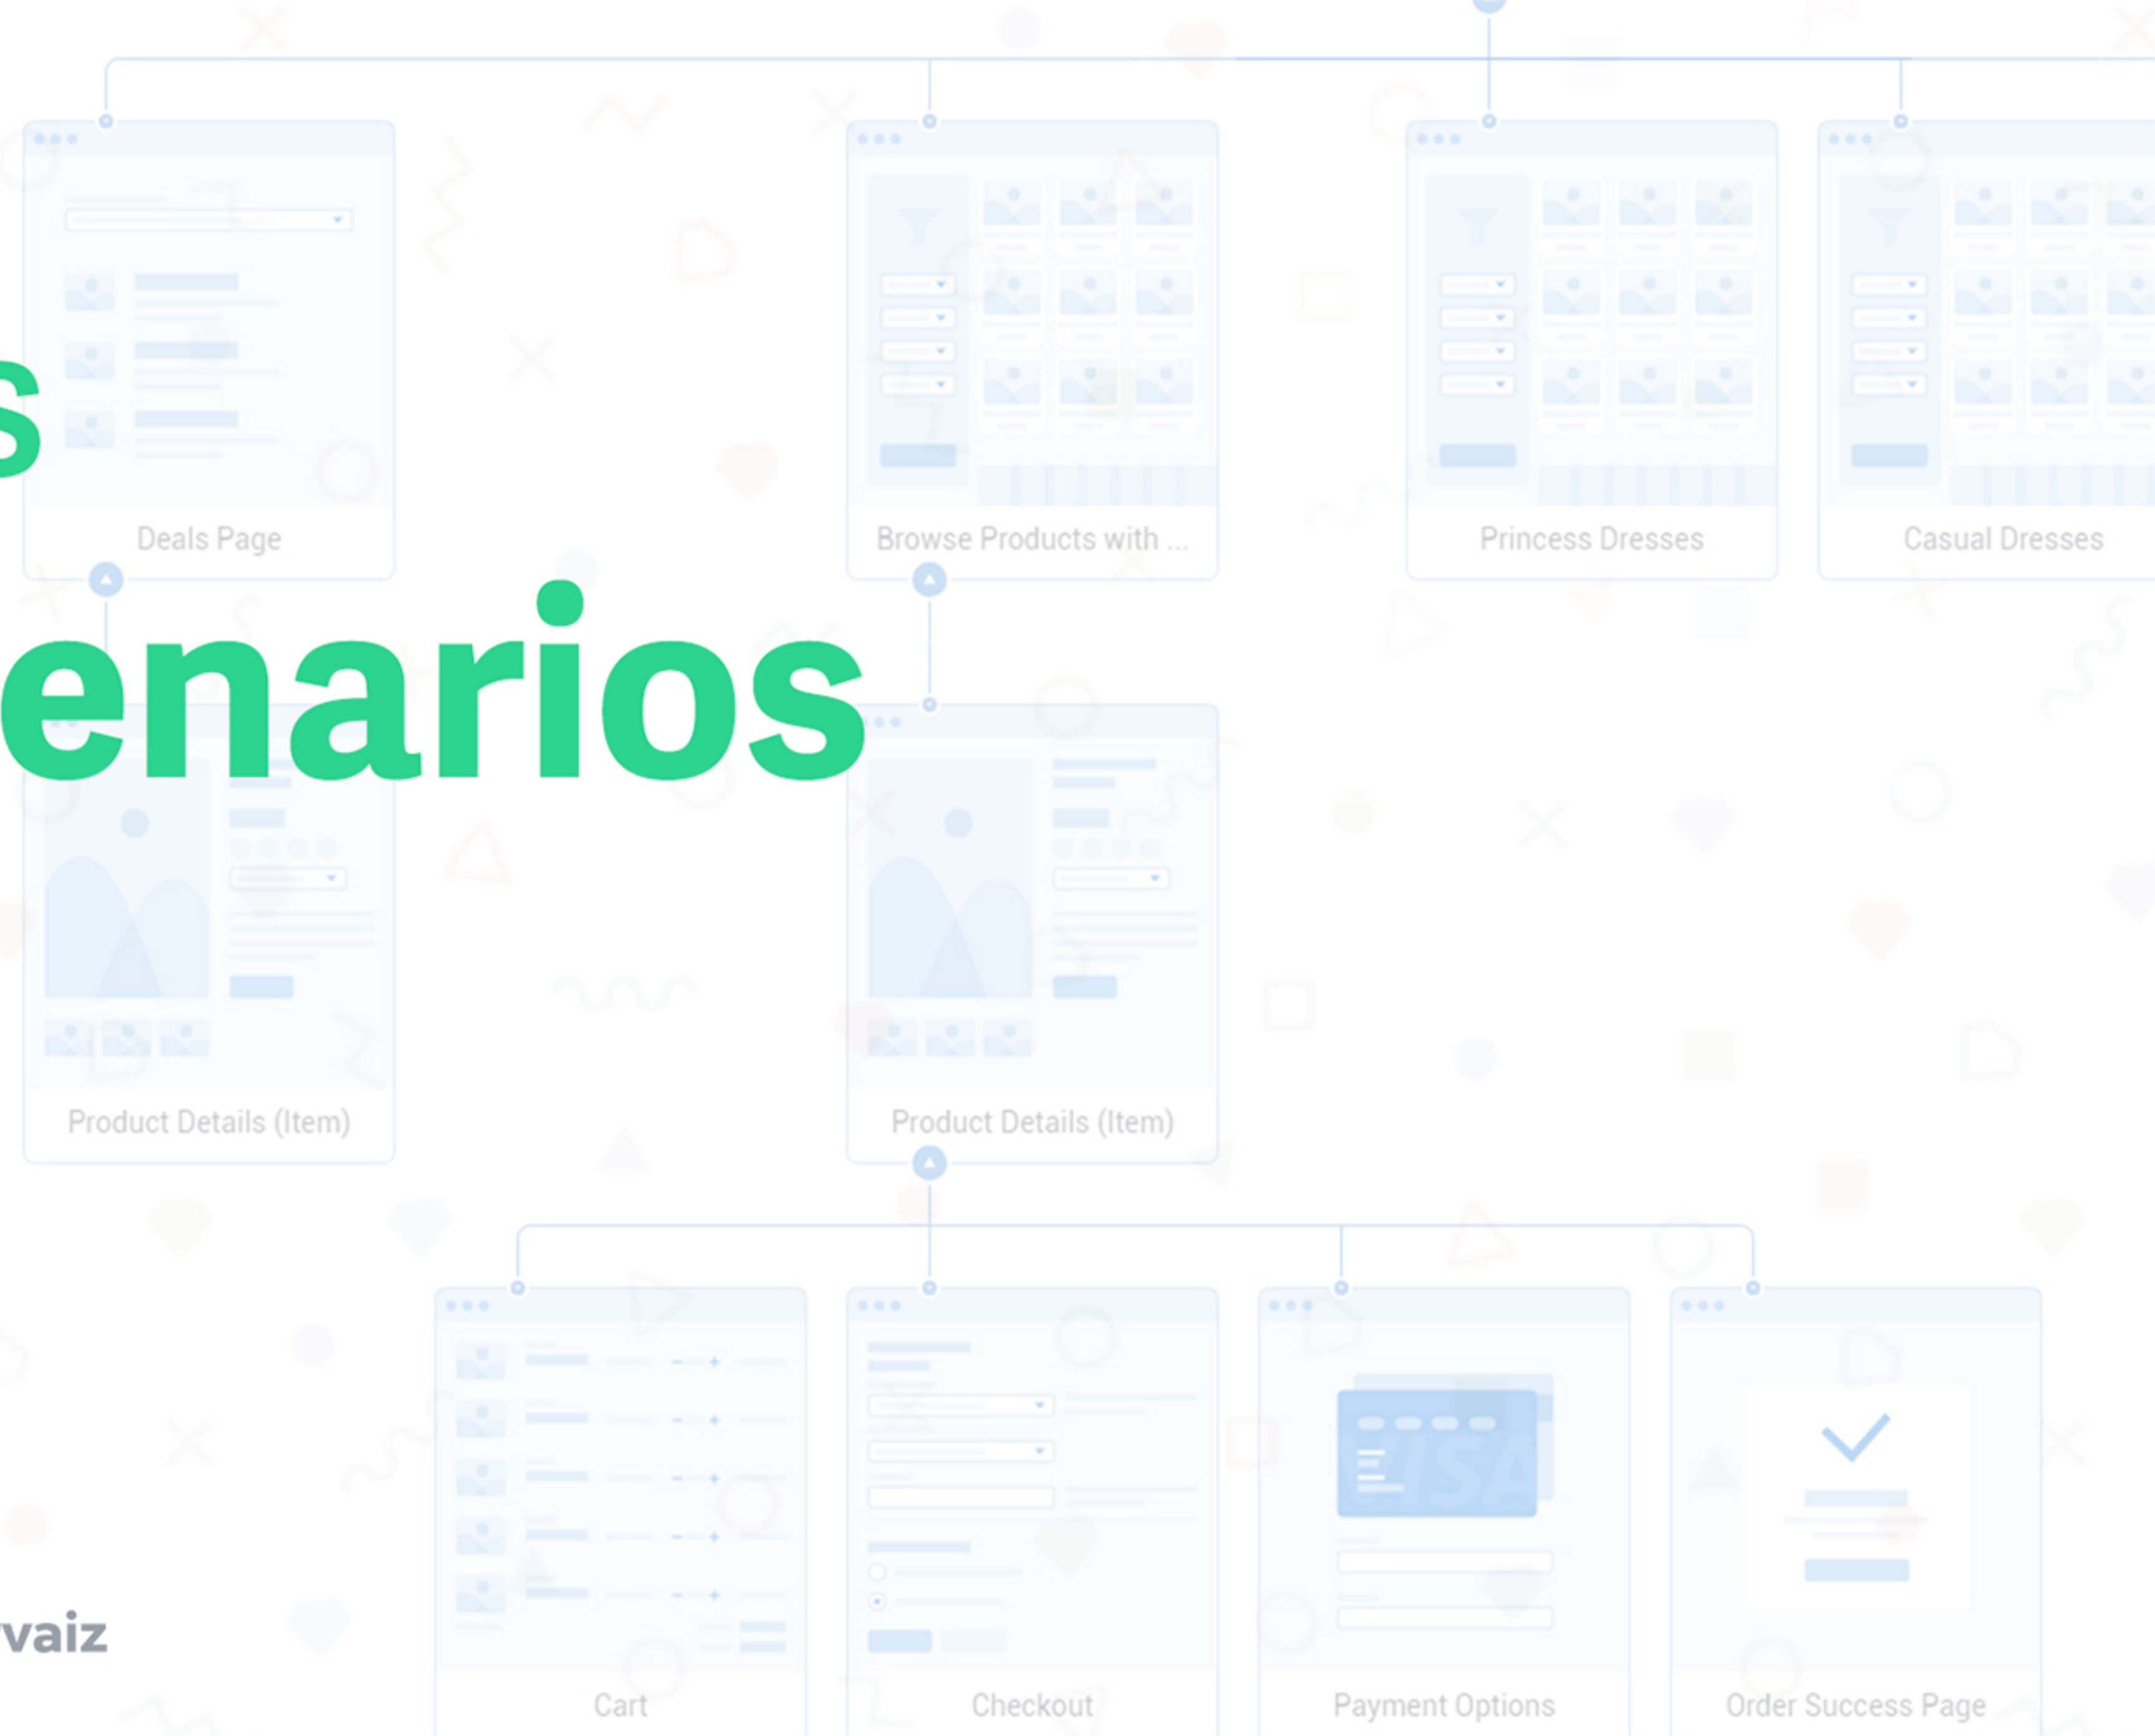 s
Deals Page
Browse Products with ...
Princess Dresses
Casual Dresses
enarios
Product Details (Item)
Product Details (Item)
VISA
vaiz
Cart
Checkout
Payment Options
Order Success Page